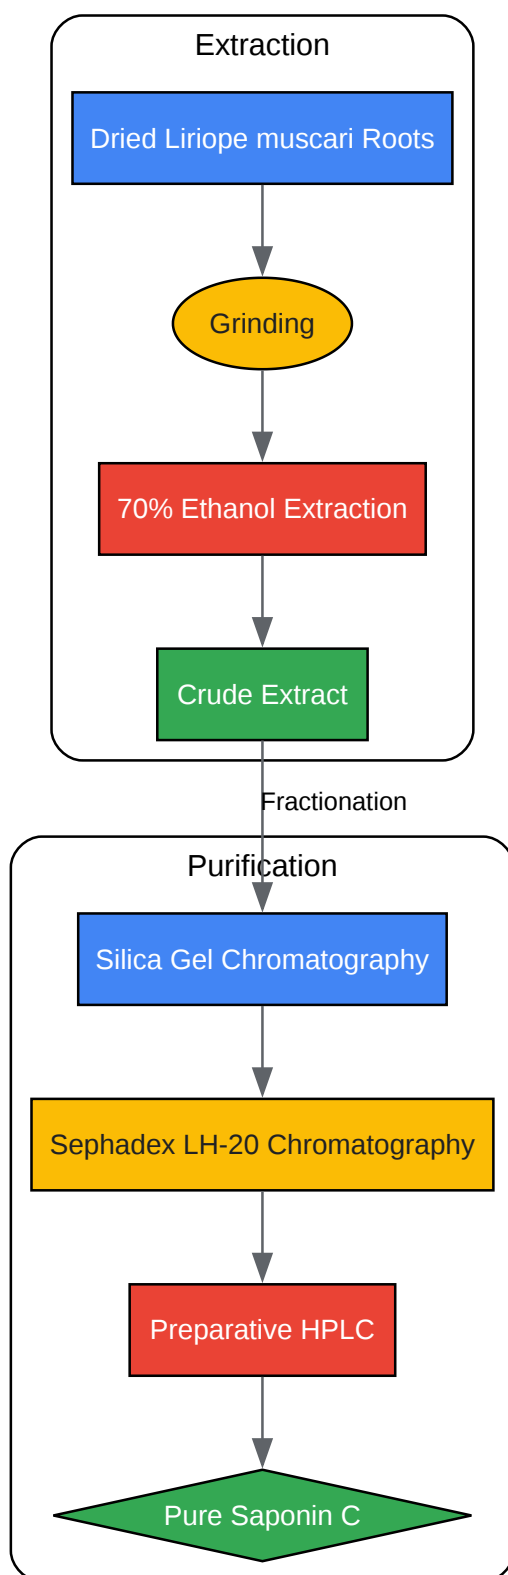 Extraction
Dried Liriope muscari Roots
Grinding
70% Ethanol Extraction
Crude Extract
Fractionation
Purification
Silica Gel Chromatography
Sephadex LH-20 Chromatography
Preparative HPLC
Pure Saponin C